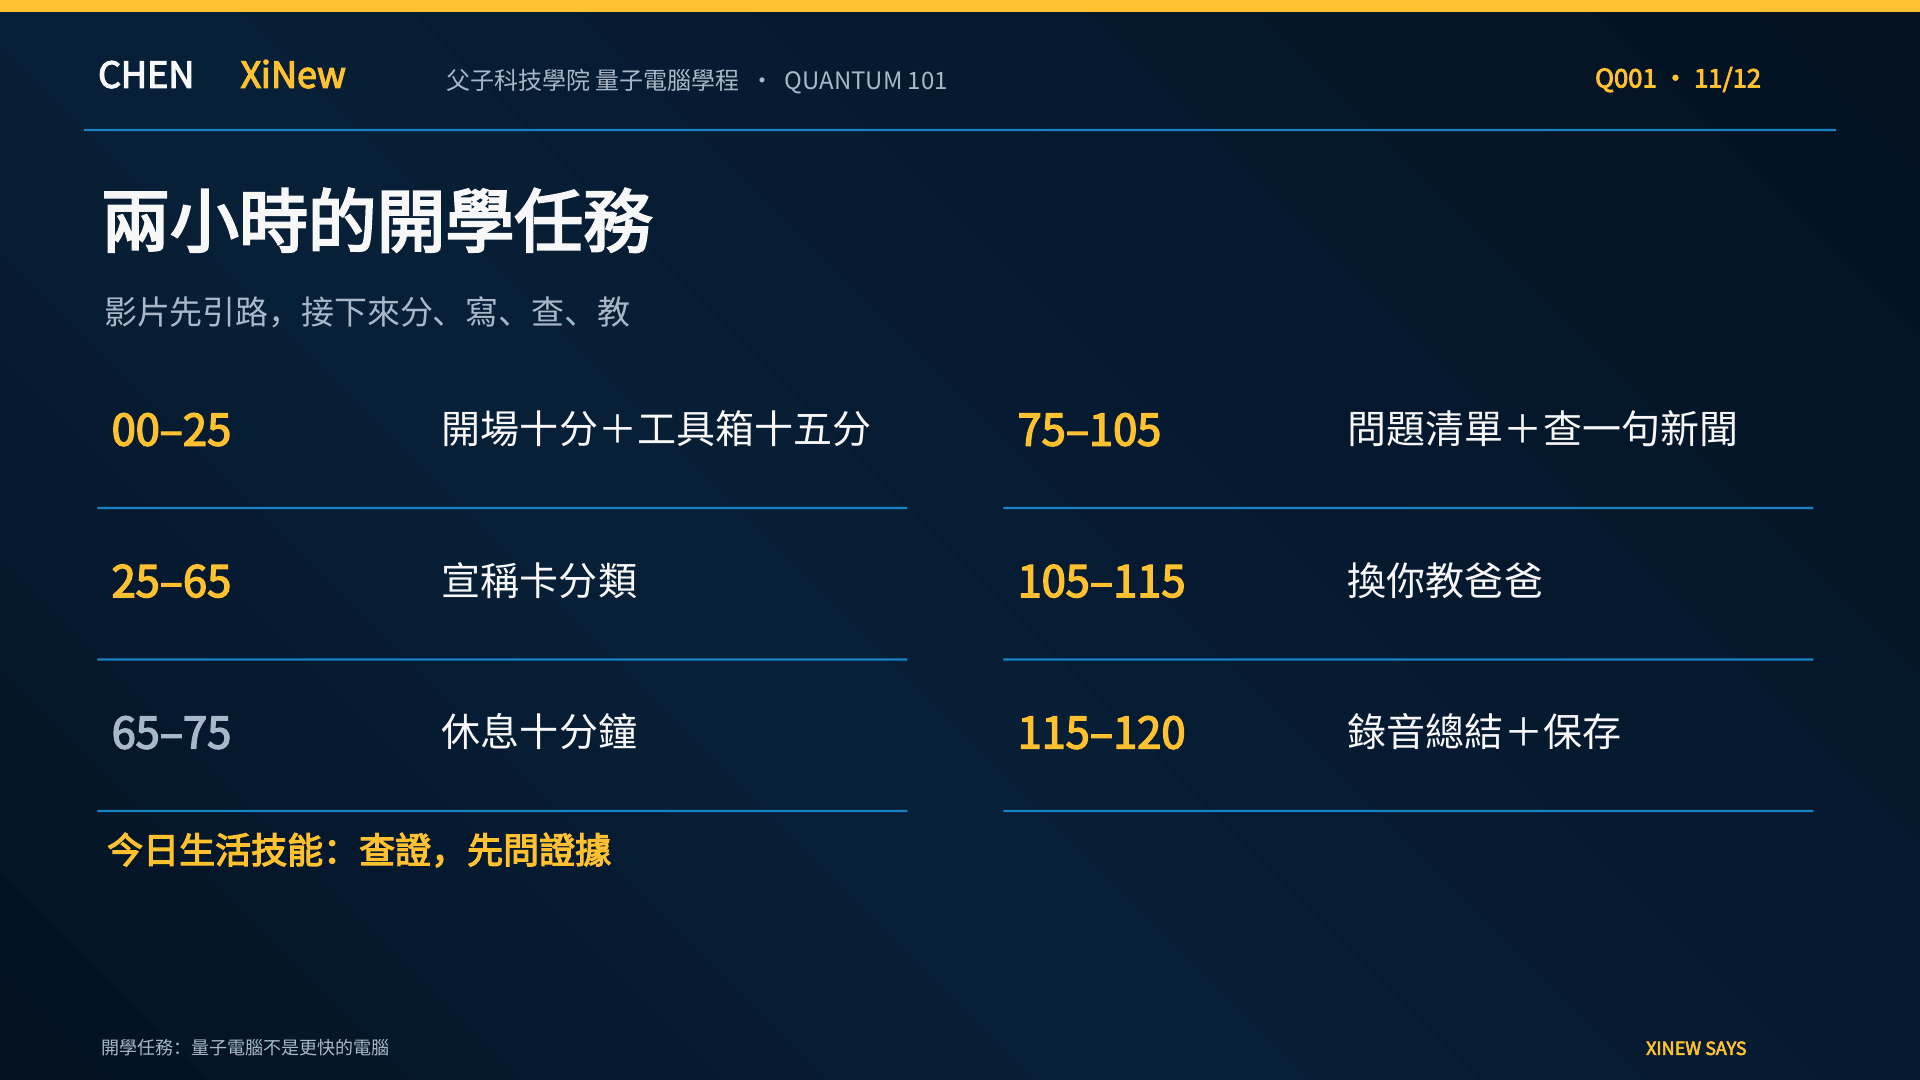 CHEN XiNew 父子科技學院 量子電腦學程 · QUANTUM 101 Q001 · 11/12
兩小時的開學任務
影片先引路，接下來分、寫、查、教
00–25 開場十分＋工具箱十五分
25–65 宣稱卡分類
65–75 休息十分鐘
75–105 問題清單＋查一句新聞
105–115 換你教爸爸
115–120 錄音總結＋保存
今日生活技能：查證，先問證據
開學任務：量子電腦不是更快的電腦
XINEW SAYS